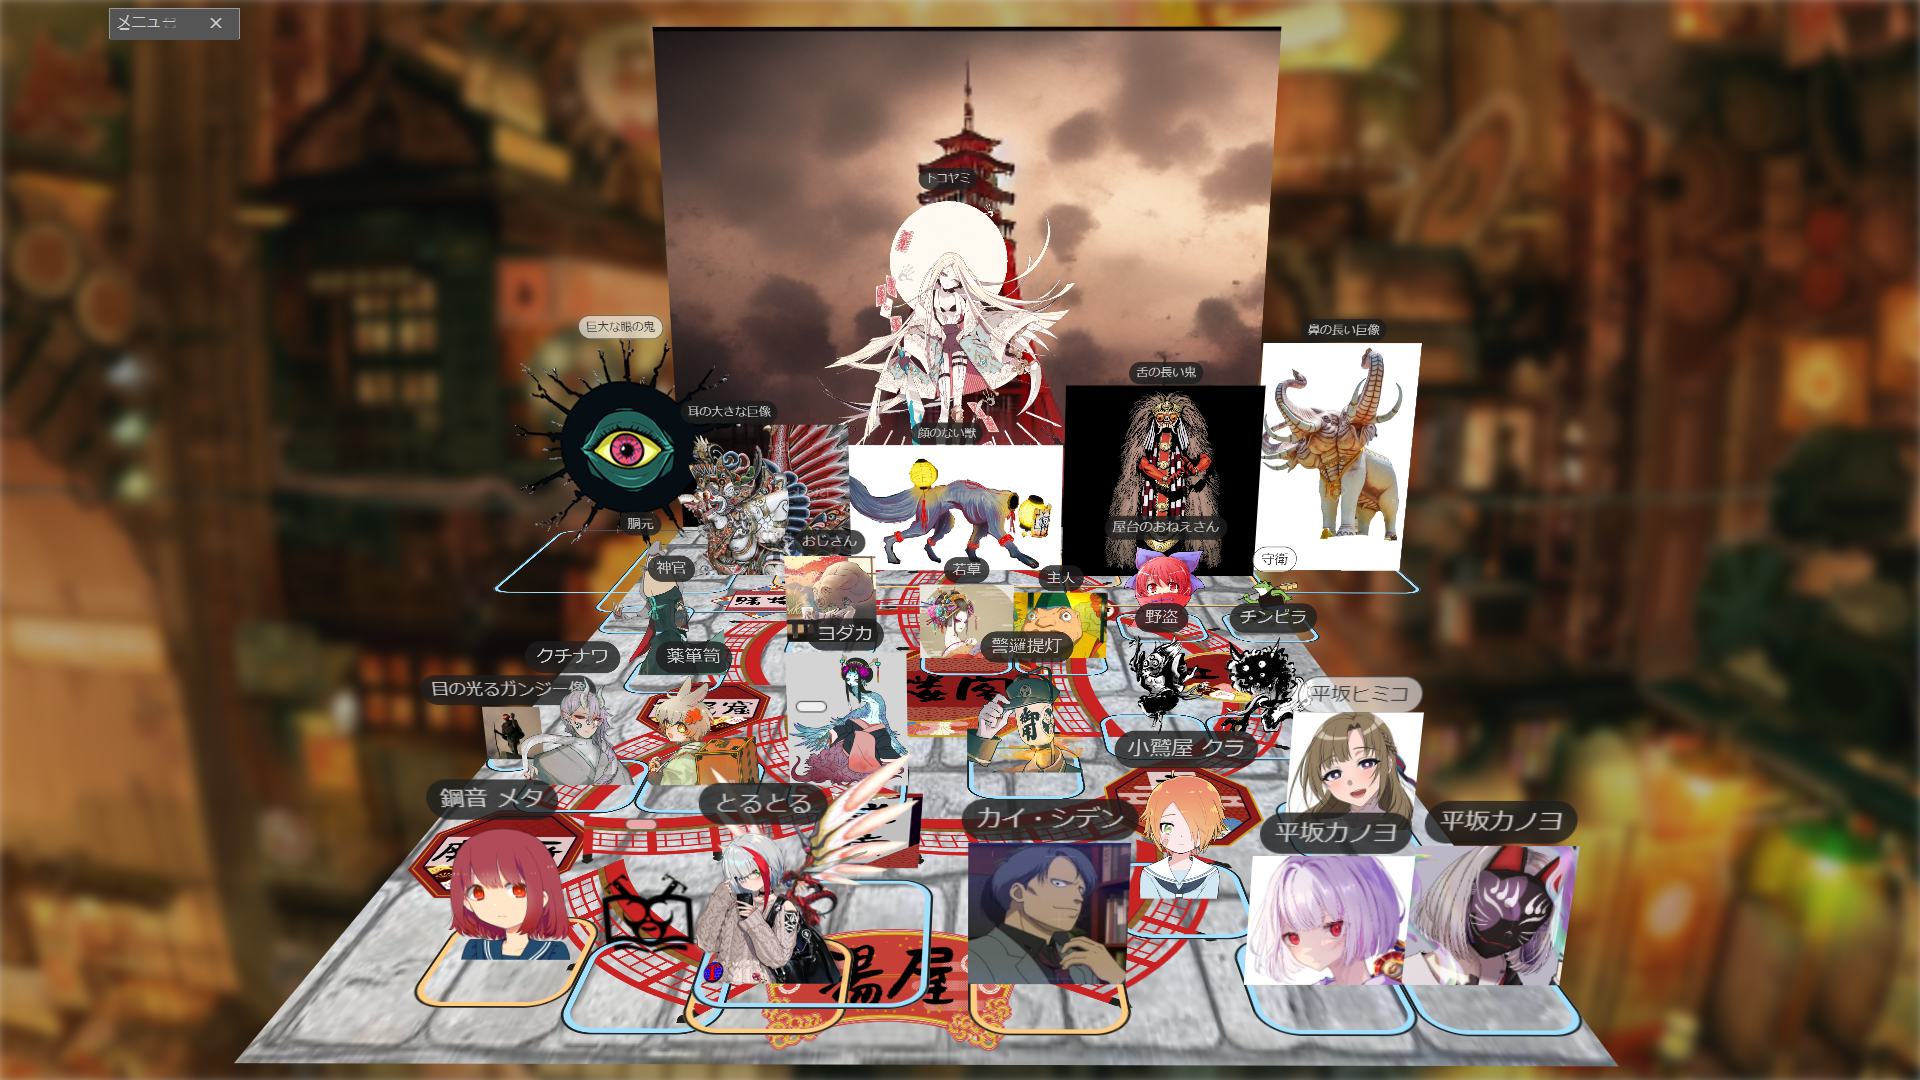 メニュー
トコヤミ
巨大な眼の鬼
鼻の長い巨像
舌の長い鬼
耳の大きな巨像
顔のない獣
胴元
屋台のおねえさん
おじさん
守衛
神官
若草
主人
野盗
チンピラ
ヨダカ
警邏提灯
クチナワ
薬箪笥
目の光るガンジー像
平坂ヒミコ
御用
小鷲屋 クラ
鋼音 メタ
とるとる
カイ・シデン
平坂カノヨ
平坂カノヨ
湯屋